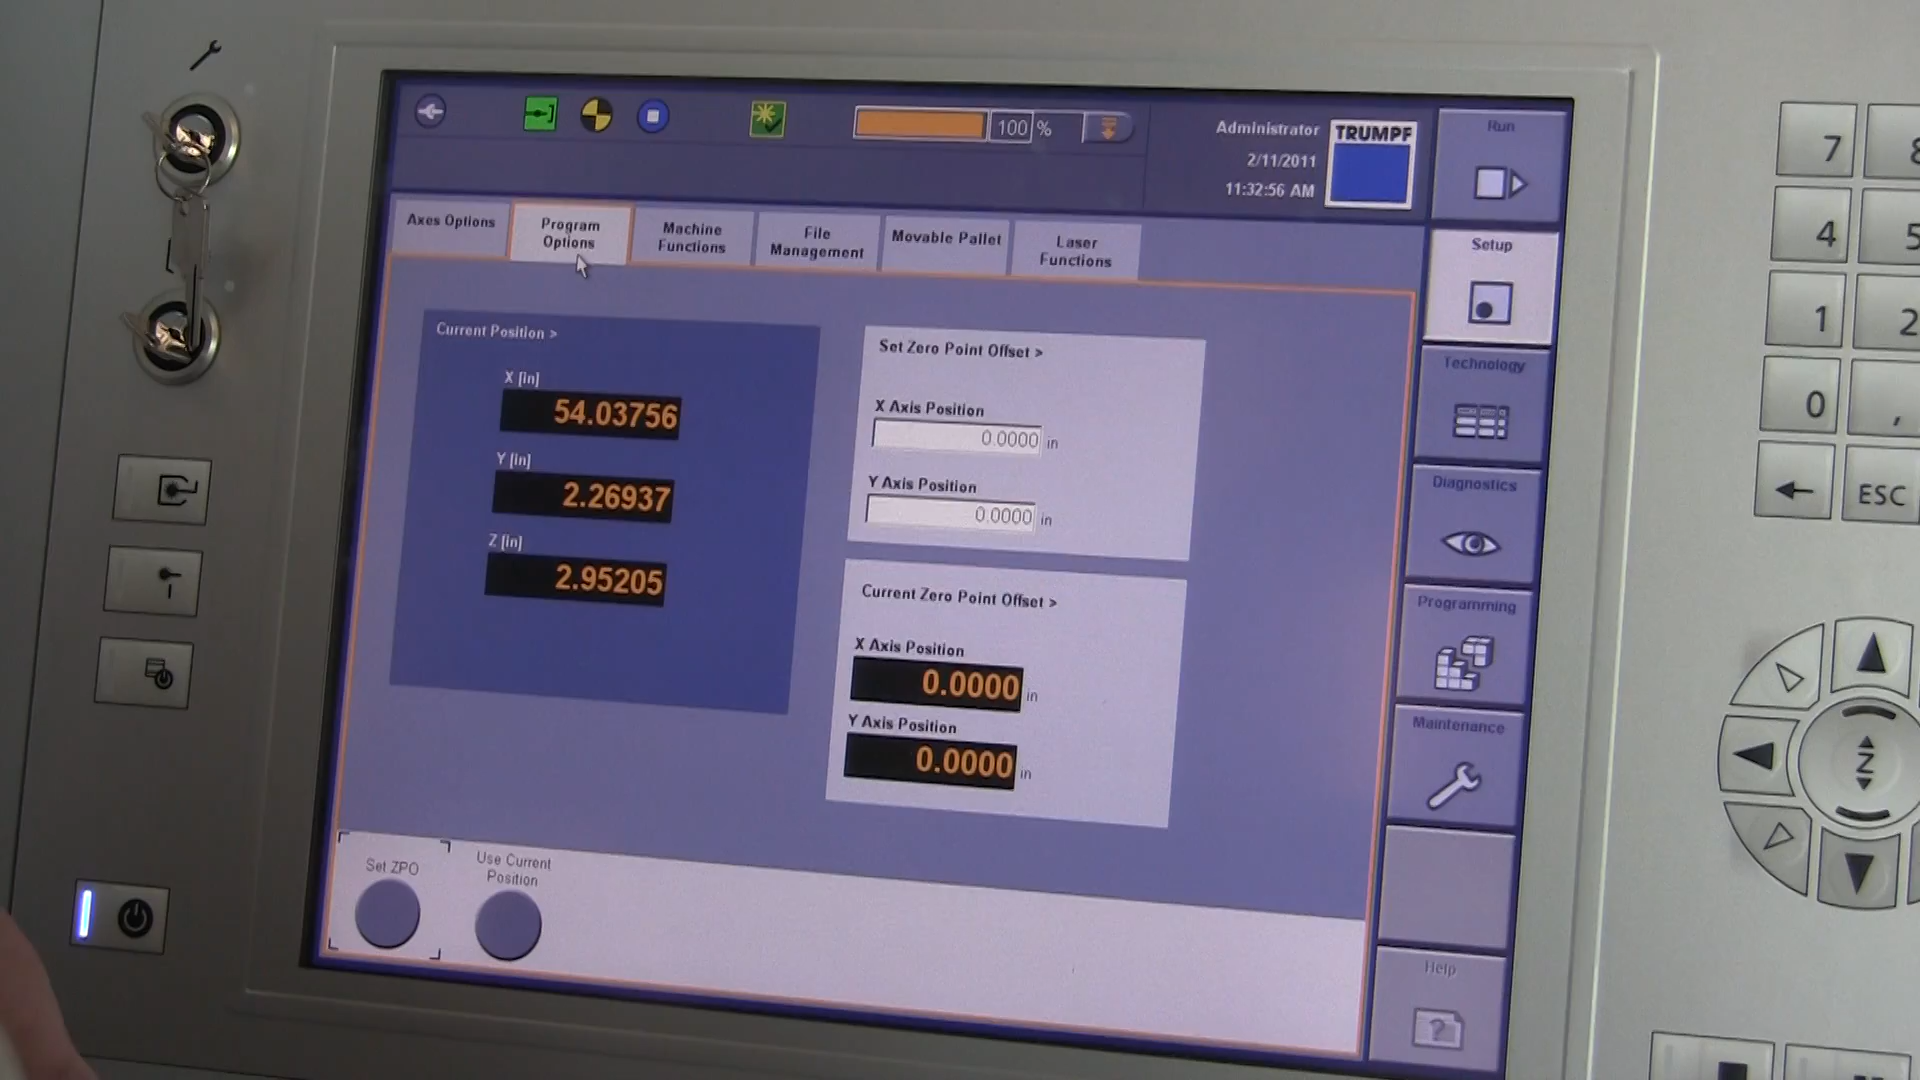 100 %
Administrator
TRUMPF
2/11/2011
11:32:56 AM
Run
Axes Options
Program
Options
Machine
Functions
File
Management
Movable Pallet
Laser
Functions
Setup
Technology
Diagnostics
Programming
Maintenance
Help
Current Position >
X [in]
54.03756
Y [in]
2.26937
Z [in]
2.95205
Set Zero Point Offset >
X Axis Position
0.0000 in
Y Axis Position
0.0000 in
Current Zero Point Offset >
X Axis Position
0.0000 in
Y Axis Position
0.0000 in
Set ZPO
Use Current
Position
7 8
4 5
1 2
0 ,
ESC
Z